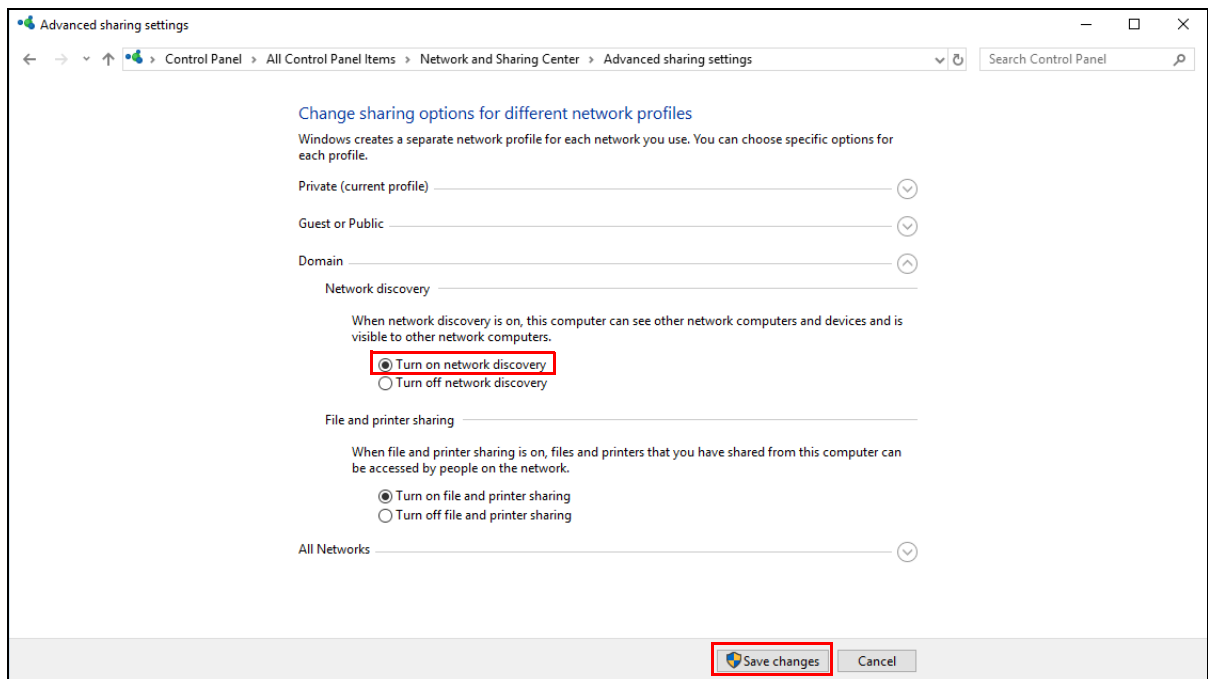 Advanced sharing settings
Control Panel > All Control Panel Items > Network and Sharing Center > Advanced sharing settings
Search Control Panel
Change sharing options for different network profiles
Windows creates a separate network profile for each network you use. You can choose specific options for
each profile.
Private (current profile)
Guest or Public
Domain
Network discovery
When network discovery is on, this computer can see other network computers and devices and is
visible to other network computers.
Turn on network discovery
Turn off network discovery
File and printer sharing
When file and printer sharing is on, files and printers that you have shared from this computer can
be accessed by people on the network.
Turn on file and printer sharing
Turn off file and printer sharing
All Networks
Save changes
Cancel